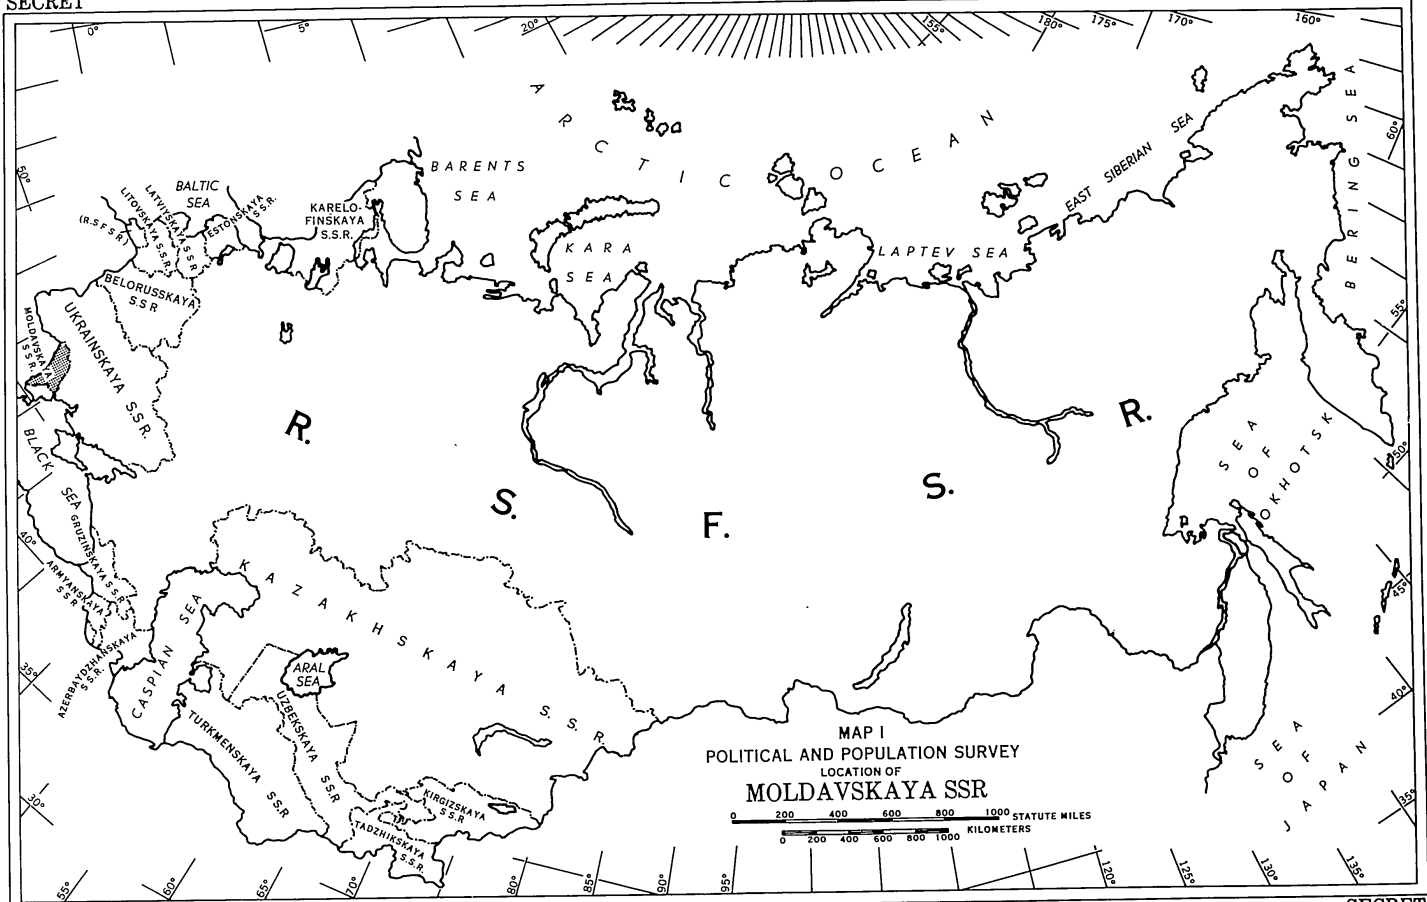 SECRET
0°
5°
20°
155°
180°
175°
170°
160°
ARCTIC OCEAN
BARENTS
SEA
KARA
SEA
LAPTEV SEA
EAST SIBERIAN SEA
BERING SEA
60°
55°
50°
45°
40°
35°
50°
BALTIC
SEA
(R.S.F.S.R.)
LITOVSKAYA S.S.R.
LATVIYSKAYA S.S.R.
ESTONSKAYA
S.S.R.
KARELO-
FINSKAYA
S.S.R.
BELORUSSKAYA
S.S.R
MOLDAVSKAYA
S.S.R.
UKRAINSKAYA S.S.R.
BLACK
SEA
GRUZINSKAYA S.S.R
40°
ARMYANSKAYA
S.S.R
AZERBAYDZHANSKAYA
S.S.R.
35°
30°
CASPIAN SEA
KAZAKHSKAYA S.S.R.
ARAL
SEA
UZBEKSKAYA S.S.R
TURKMENSKAYA S.S.R
KIRGIZSKAYA
S.S.R
TADZHIKSKAYA
S.S.R.
R. S. F. S. R.
SEA
OF
OKHOTSK
SEA
OF
JAPAN
MAP I
POLITICAL AND POPULATION SURVEY
LOCATION OF
MOLDAVSKAYA SSR
0 200 400 600 800 1000 STATUTE MILES
0 200 400 600 800 1000 KILOMETERS
55°
60°
65°
70°
80°
85°
90°
95°
120°
125°
130°
135°
SECRET